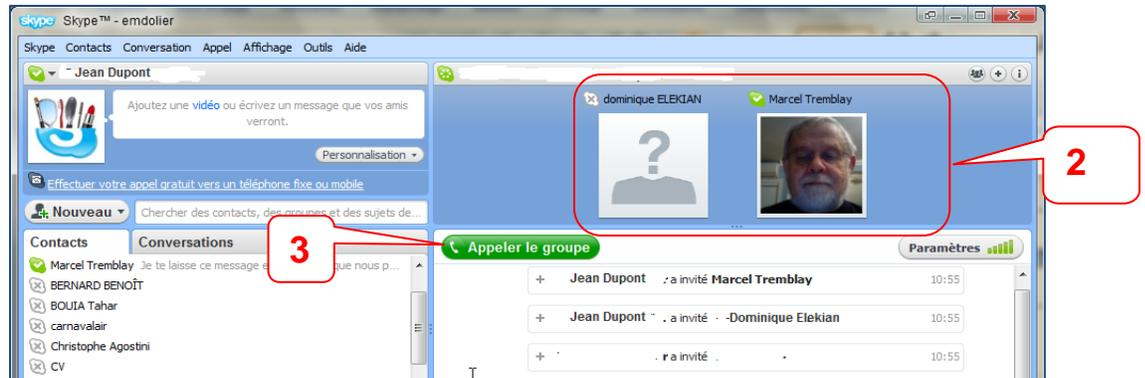 skype Skype™ - emdolier
Skype Contacts Conversation Appel Affichage Outils Aide
Jean Dupont
Ajoutez une vidéo ou écrivez un message que vos amis
verront.
Personnalisation
Effectuer votre appel gratuit vers un téléphone fixe ou mobile
Nouveau
Chercher des contacts, des groupes et des sujets de...
Contacts Conversations
Marcel Tremblay Je te laisse ce message e que nous p...
BERNARD BENOÎT
BOUIA Tahar
carnavalair
Christophe Agostini
CV
dominique ELEKIAN
Marcel Tremblay
2
3
Appeler le groupe
Paramètres
Jean Dupont a invité Marcel Tremblay 10:55
Jean Dupont a invité -Dominique Elekian 10:55
r a invité 10:55